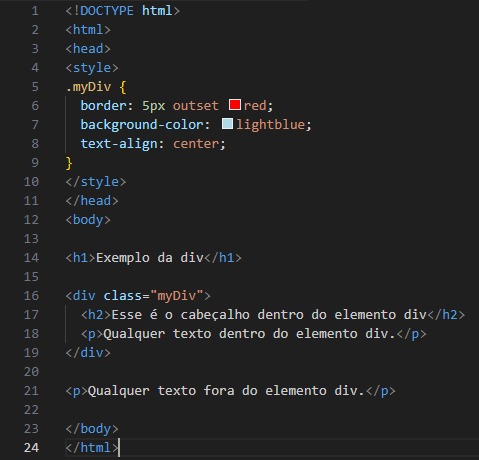 1 <!DOCTYPE html>
2 <html>
3 <head>
4 <style>
5 .myDiv {
6   border: 5px outset red;
7   background-color: lightblue;
8   text-align: center;
9 }
10 </style>
11 </head>
12 <body>
13
14 <h1>Exemplo da div</h1>
15
16 <div class="myDiv">
17   <h2>Esse é o cabeçalho dentro do elemento div</h2>
18   <p>Qualquer texto dentro do elemento div.</p>
19 </div>
20
21 <p>Qualquer texto fora do elemento div.</p>
22
23 </body>
24 </html>